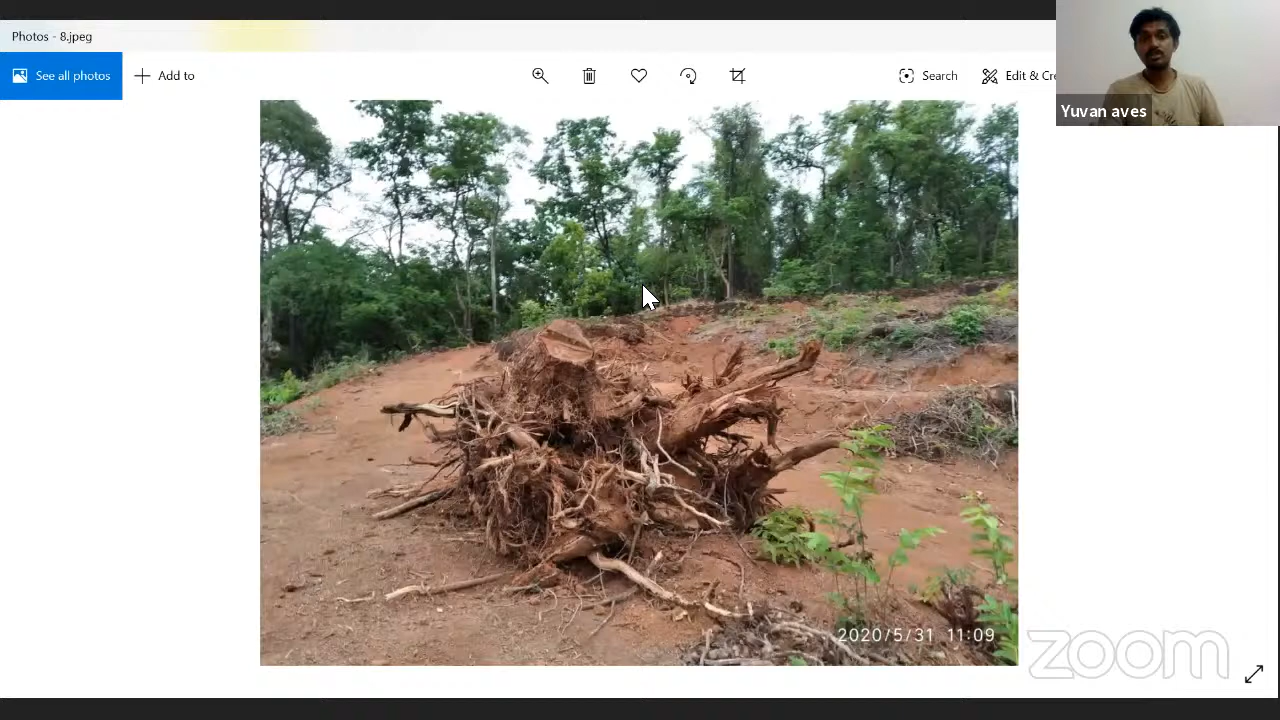 Photos - 8.jpeg
See all photos
Add to
Search
Edit & Cre
Yuvan aves
2020/5/31 11:09
zoom